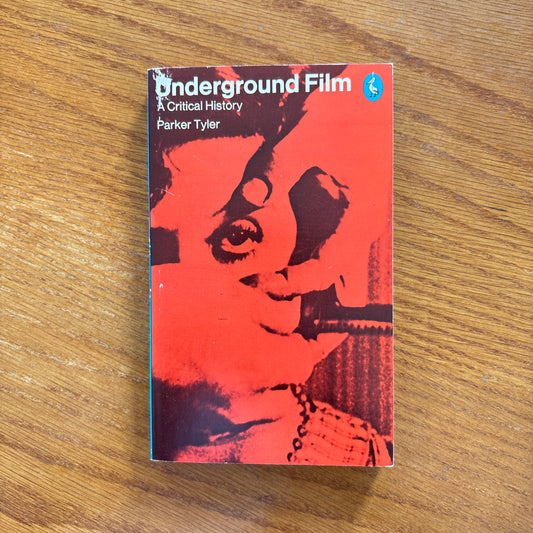 Underground Film
A Critical History
Parker Tyler